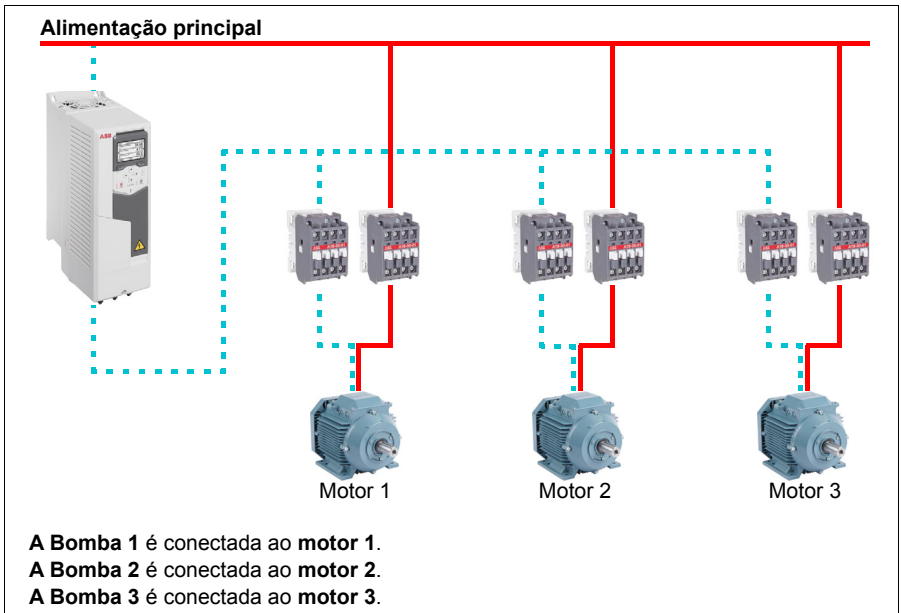 Alimentação principal
ABB
Motor 1
Motor 2
Motor 3
A Bomba 1 é conectada ao motor 1.
A Bomba 2 é conectada ao motor 2.
A Bomba 3 é conectada ao motor 3.